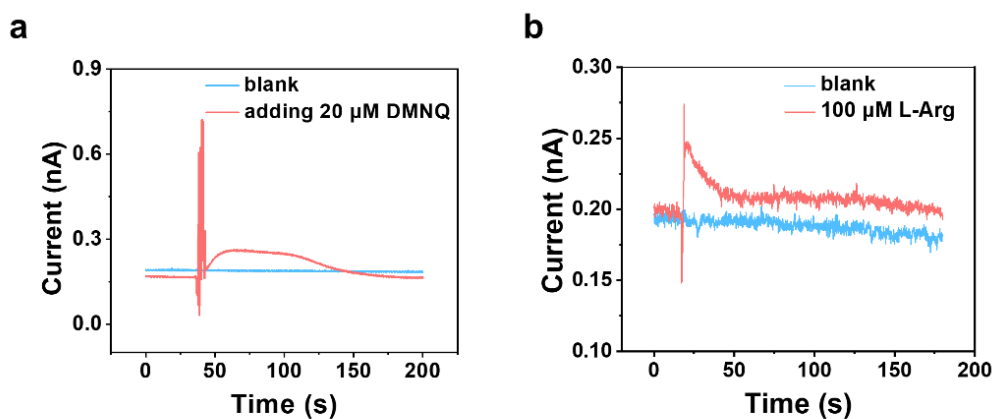 a
0.9
0.6
0.3
0.0
Current (nA)
blank
adding 20 µM DMNQ
0
50
100
150
200
Time (s)
b
0.30
0.25
0.20
0.15
0.10
Current (nA)
blank
100 µM L-Arg
0
50
100
150
200
Time (s)